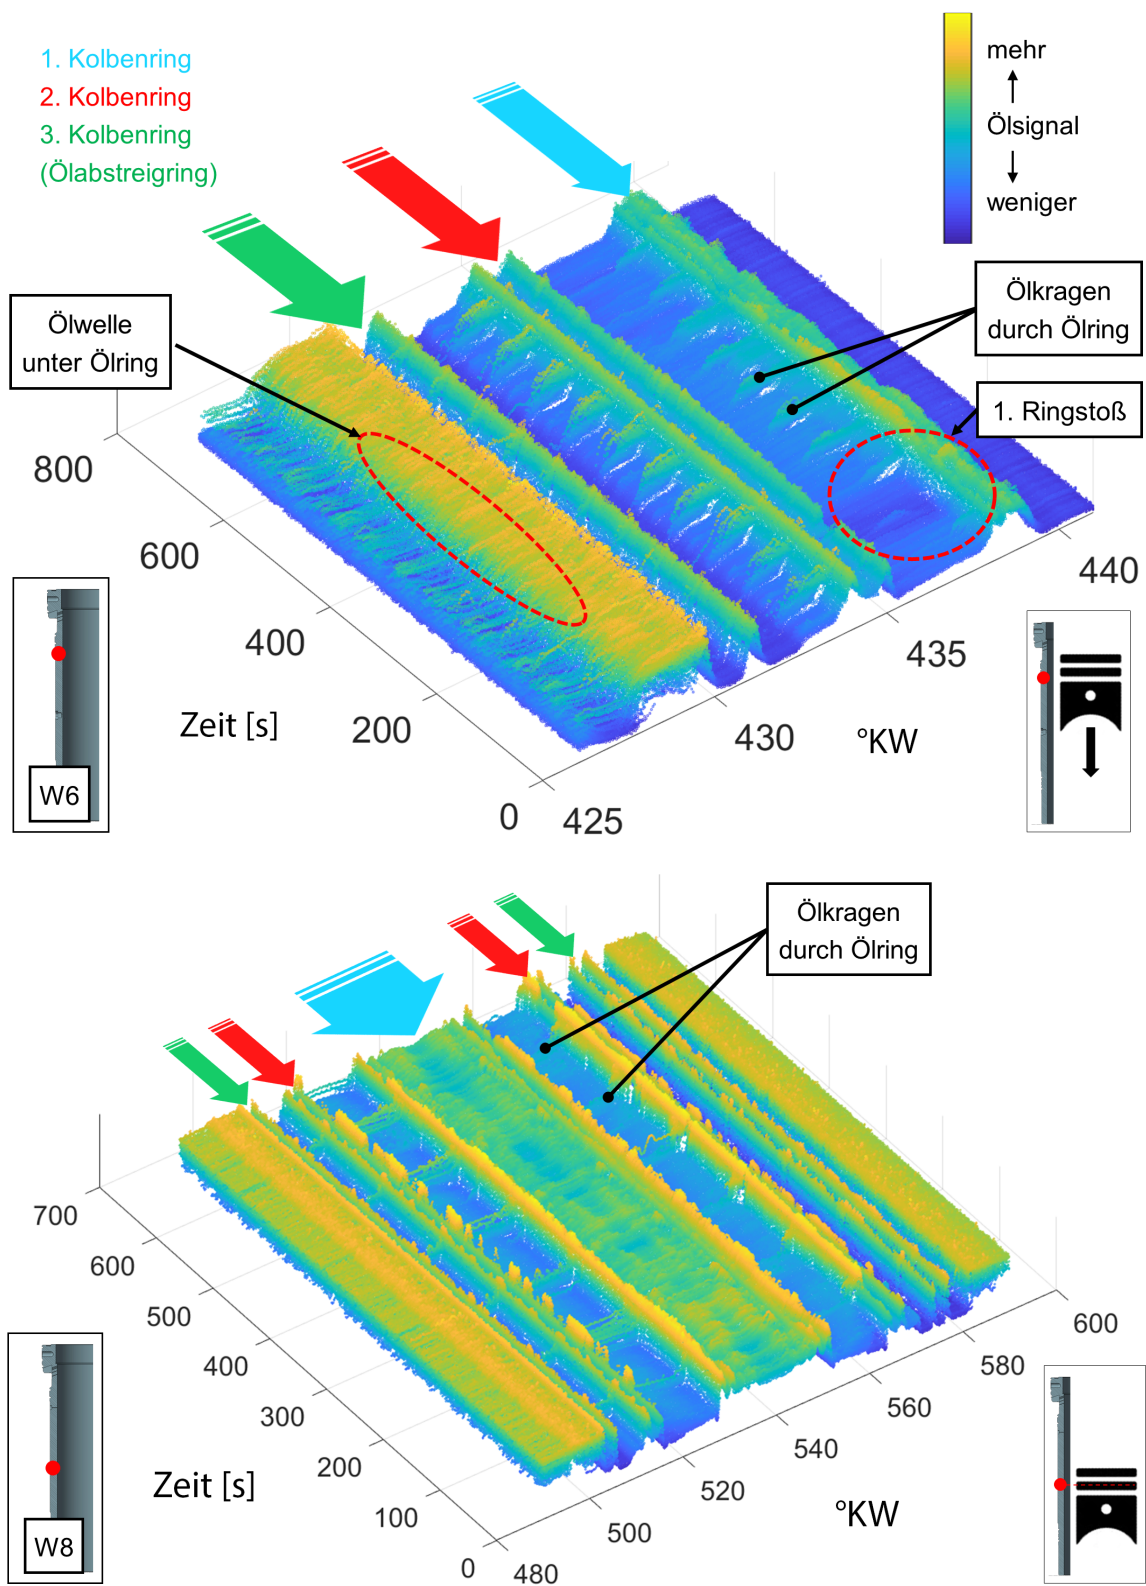 1. Kolbenring
2. Kolbenring
3. Kolbenring
(Ölabstreigring)
mehr
Ölsignal
weniger
Ölwelle
unter Ölring
Ölkragen
durch Ölring
1. Ringstoß
800
600
400
200
0
Zeit [s]
425
430
435
440
°KW
W6
Ölkragen
durch Ölring
700
600
500
400
300
200
100
0
Zeit [s]
480
500
520
540
560
580
600
°KW
W8